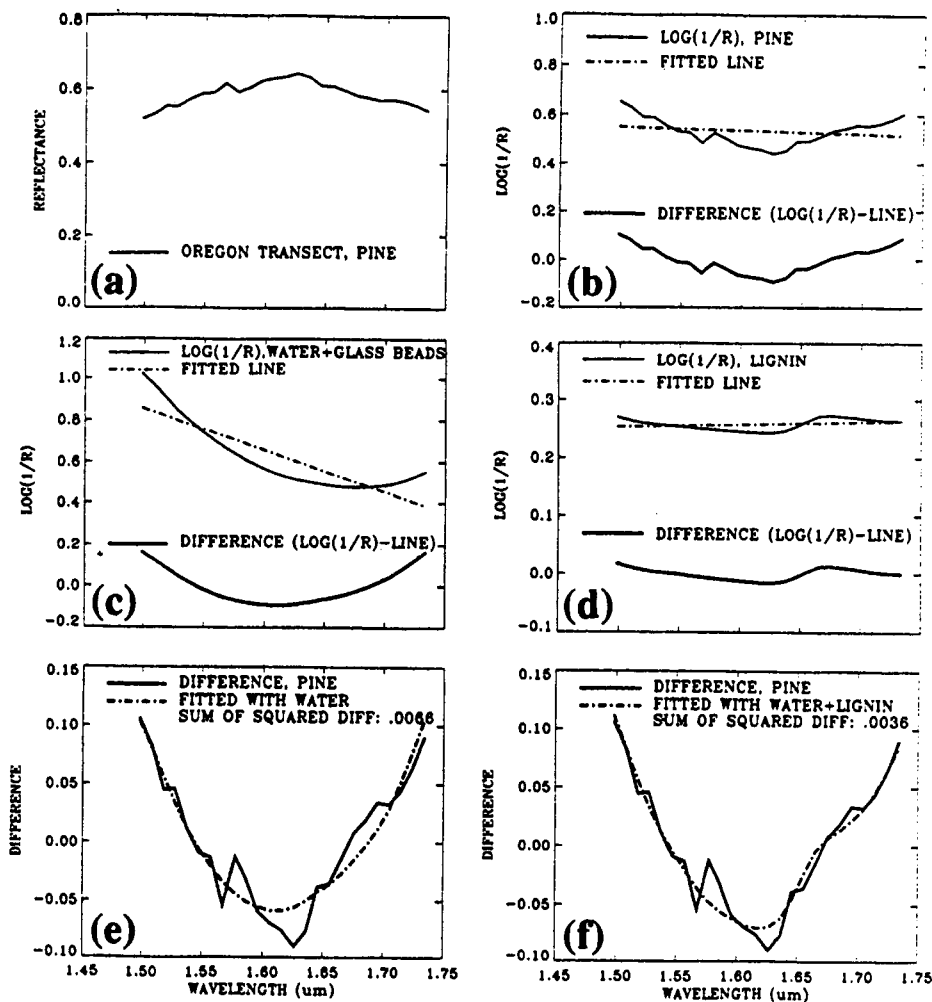 0.8
0.6
0.4
0.2
0.0
REFLECTANCE
OREGON TRANSECT, PINE
(a)
1.0
0.8
0.6
0.4
0.2
0.0
-0.2
LOG(1/R)
LOG(1/R), PINE
FITTED LINE
DIFFERENCE (LOG(1/R)-LINE)
(b)
1.2
1.0
0.8
0.6
0.4
0.2
0.0
-0.2
LOG(1/R)
LOG(1/R),WATER+GLASS BEADS
FITTED LINE
DIFFERENCE (LOG(1/R)-LINE)
(c)
0.4
0.3
0.2
0.1
0.0
-0.1
LOG(1/R)
LOG(1/R), LIGNIN
FITTED LINE
DIFFERENCE (LOG(1/R)-LINE)
(d)
0.15
0.10
0.05
0.00
-0.05
-0.10
DIFFERENCE
DIFFERENCE, PINE
FITTED WITH WATER
SUM OF SQUARED DIFF: .0066
(e)
1.45 1.50 1.55 1.60 1.65 1.70 1.75
WAVELENGTH (um)
0.15
0.10
0.05
0.00
-0.05
-0.10
DIFFERENCE
DIFFERENCE, PINE
FITTED WITH WATER+LIGNIN
SUM OF SQUARED DIFF: .0036
(f)
1.45 1.50 1.55 1.60 1.65 1.70 1.75
WAVELENGTH (um)